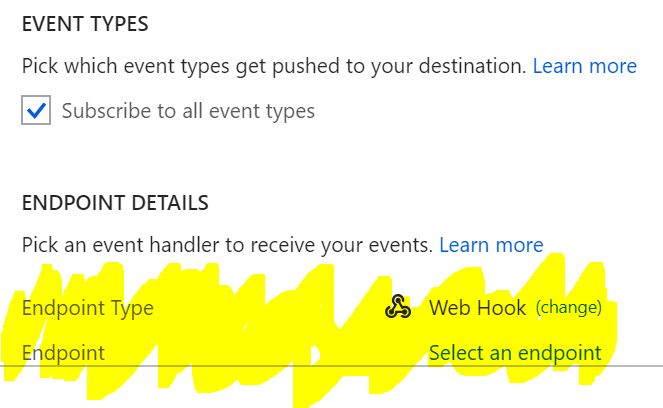 EVENT TYPES
Pick which event types get pushed to your destination. Learn more
Subscribe to all event types
ENDPOINT DETAILS
Pick an event handler to receive your events. Learn more
Endpoint Type Web Hook (change)
Endpoint Select an endpoint